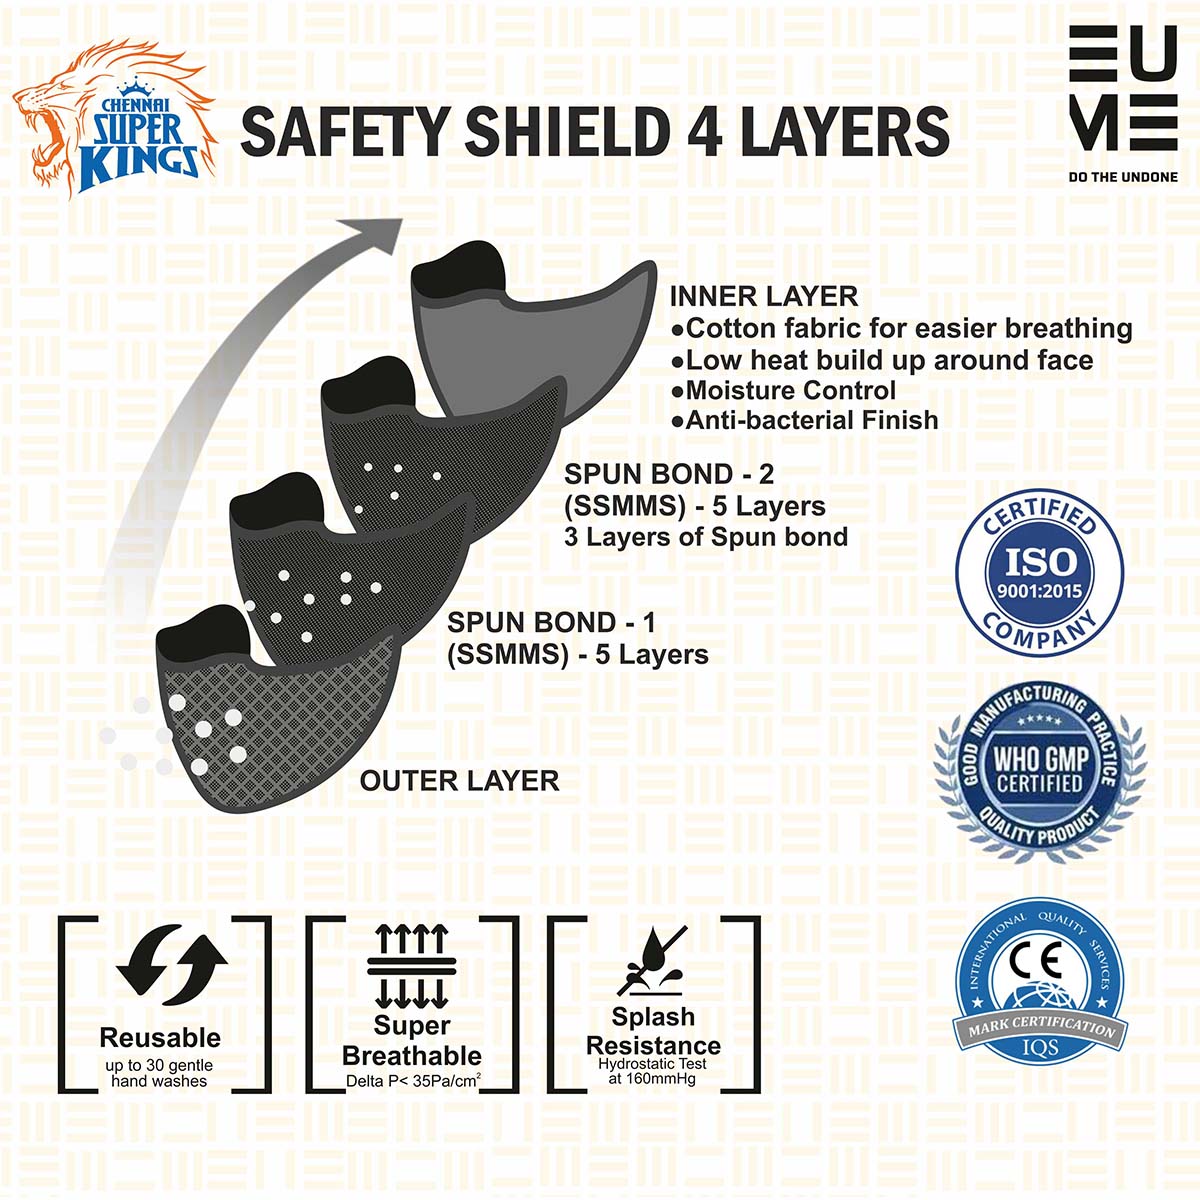 CHENNAI
SUPER
KINGS
SAFETY SHIELD 4 LAYERS
EU
ME
DO THE UNDONE
INNER LAYER
●Cotton fabric for easier breathing
●Low heat build up around face
●Moisture Control
●Anti-bacterial Finish
SPUN BOND - 2
(SSMMS) - 5 Layers
3 Layers of Spun bond
SPUN BOND - 1
(SSMMS) - 5 Layers
OUTER LAYER
CERTIFIED
ISO
9001:2015
COMPANY
GOOD MANUFACTURING PRACTICE
WHO GMP
CERTIFIED
QUALITY PRODUCT
INTERNATIONAL QUALITY SERVICES
CE
MARK CERTIFICATION
IQS
Reusable
up to 30 gentle
hand washes
Super
Breathable
Delta P< 35Pa/cm²
Splash
Resistance
Hydrostatic Test
at 160mmHg